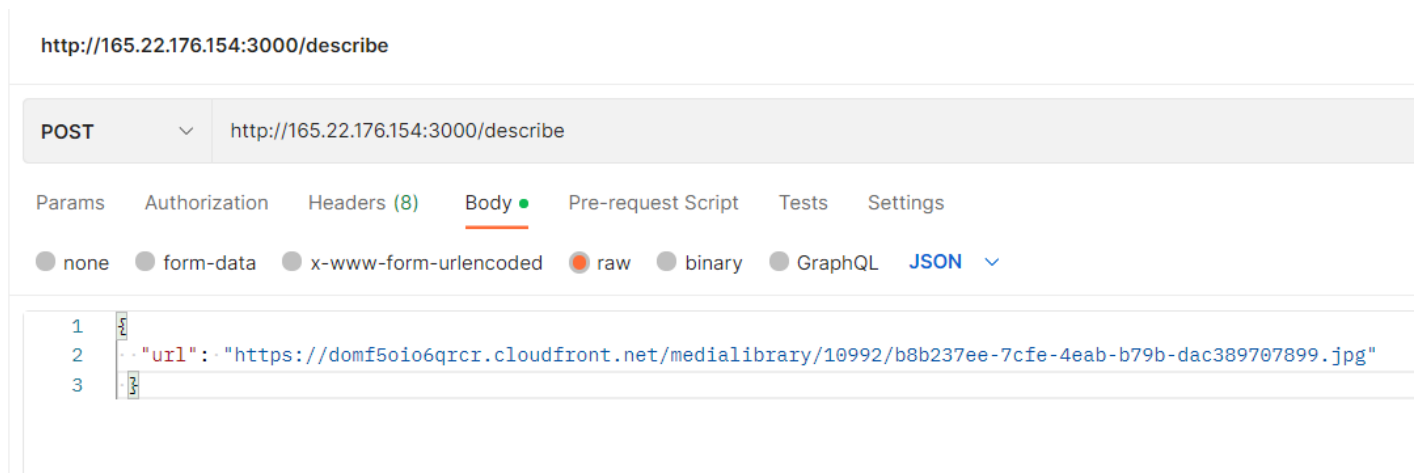 http://165.22.176.154:3000/describe
POST http://165.22.176.154:3000/describe
Params Authorization Headers (8) Body Pre-request Script Tests Settings
none form-data x-www-form-urlencoded raw binary GraphQL JSON
1 {
2 "url": "https://domf5oio6qrcr.cloudfront.net/medialibrary/10992/b8b237ee-7cfe-4eab-b79b-dac389707899.jpg"
3 }